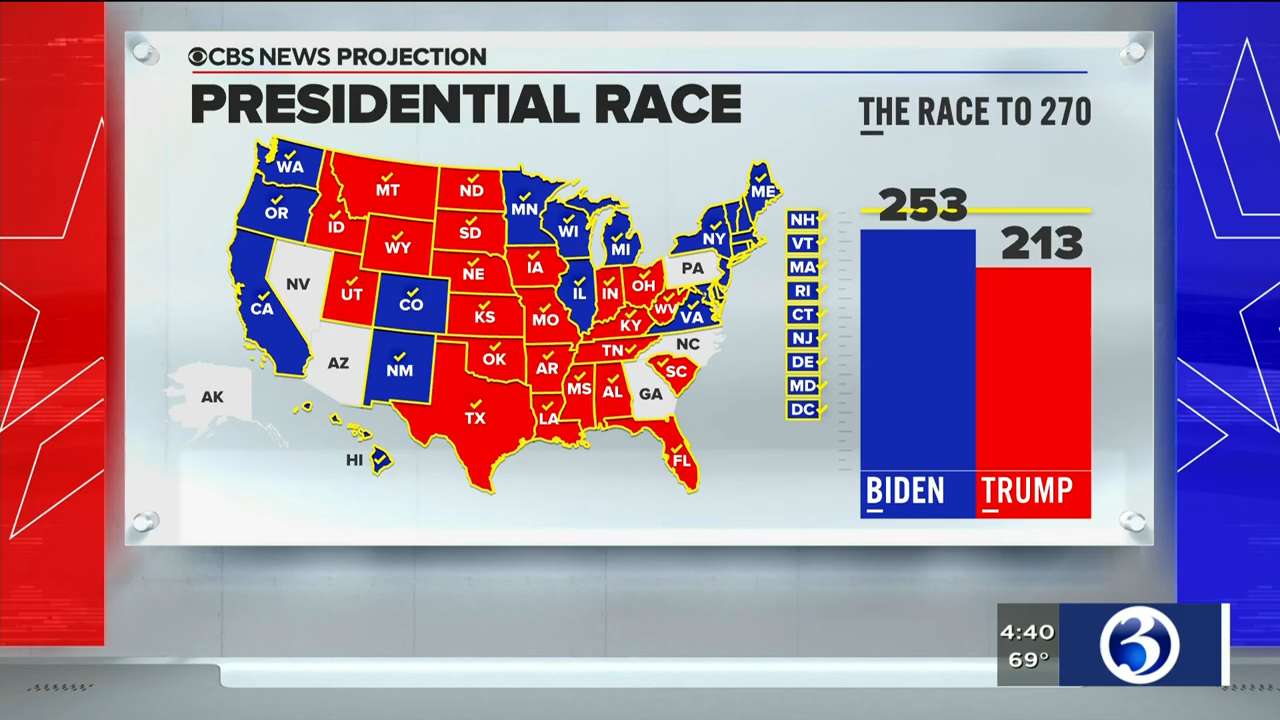 CBS NEWS PROJECTION
PRESIDENTIAL RACE
THE RACE TO 270
WA
MT
ND
MN
ME
OR
ID
SD
WI
MI
NY
NH
VT
WY
MA
NV
UT
NE
IA
PA
RI
CA
CO
KS
IL
IN
OH
WV
VA
CT
MO
KY
NJ
AZ
NM
OK
AR
TN
NC
DE
MS
AL
GA
SC
MD
AK
TX
LA
DC
HI
FL
253
213
BIDEN
TRUMP
4:40
69°
3